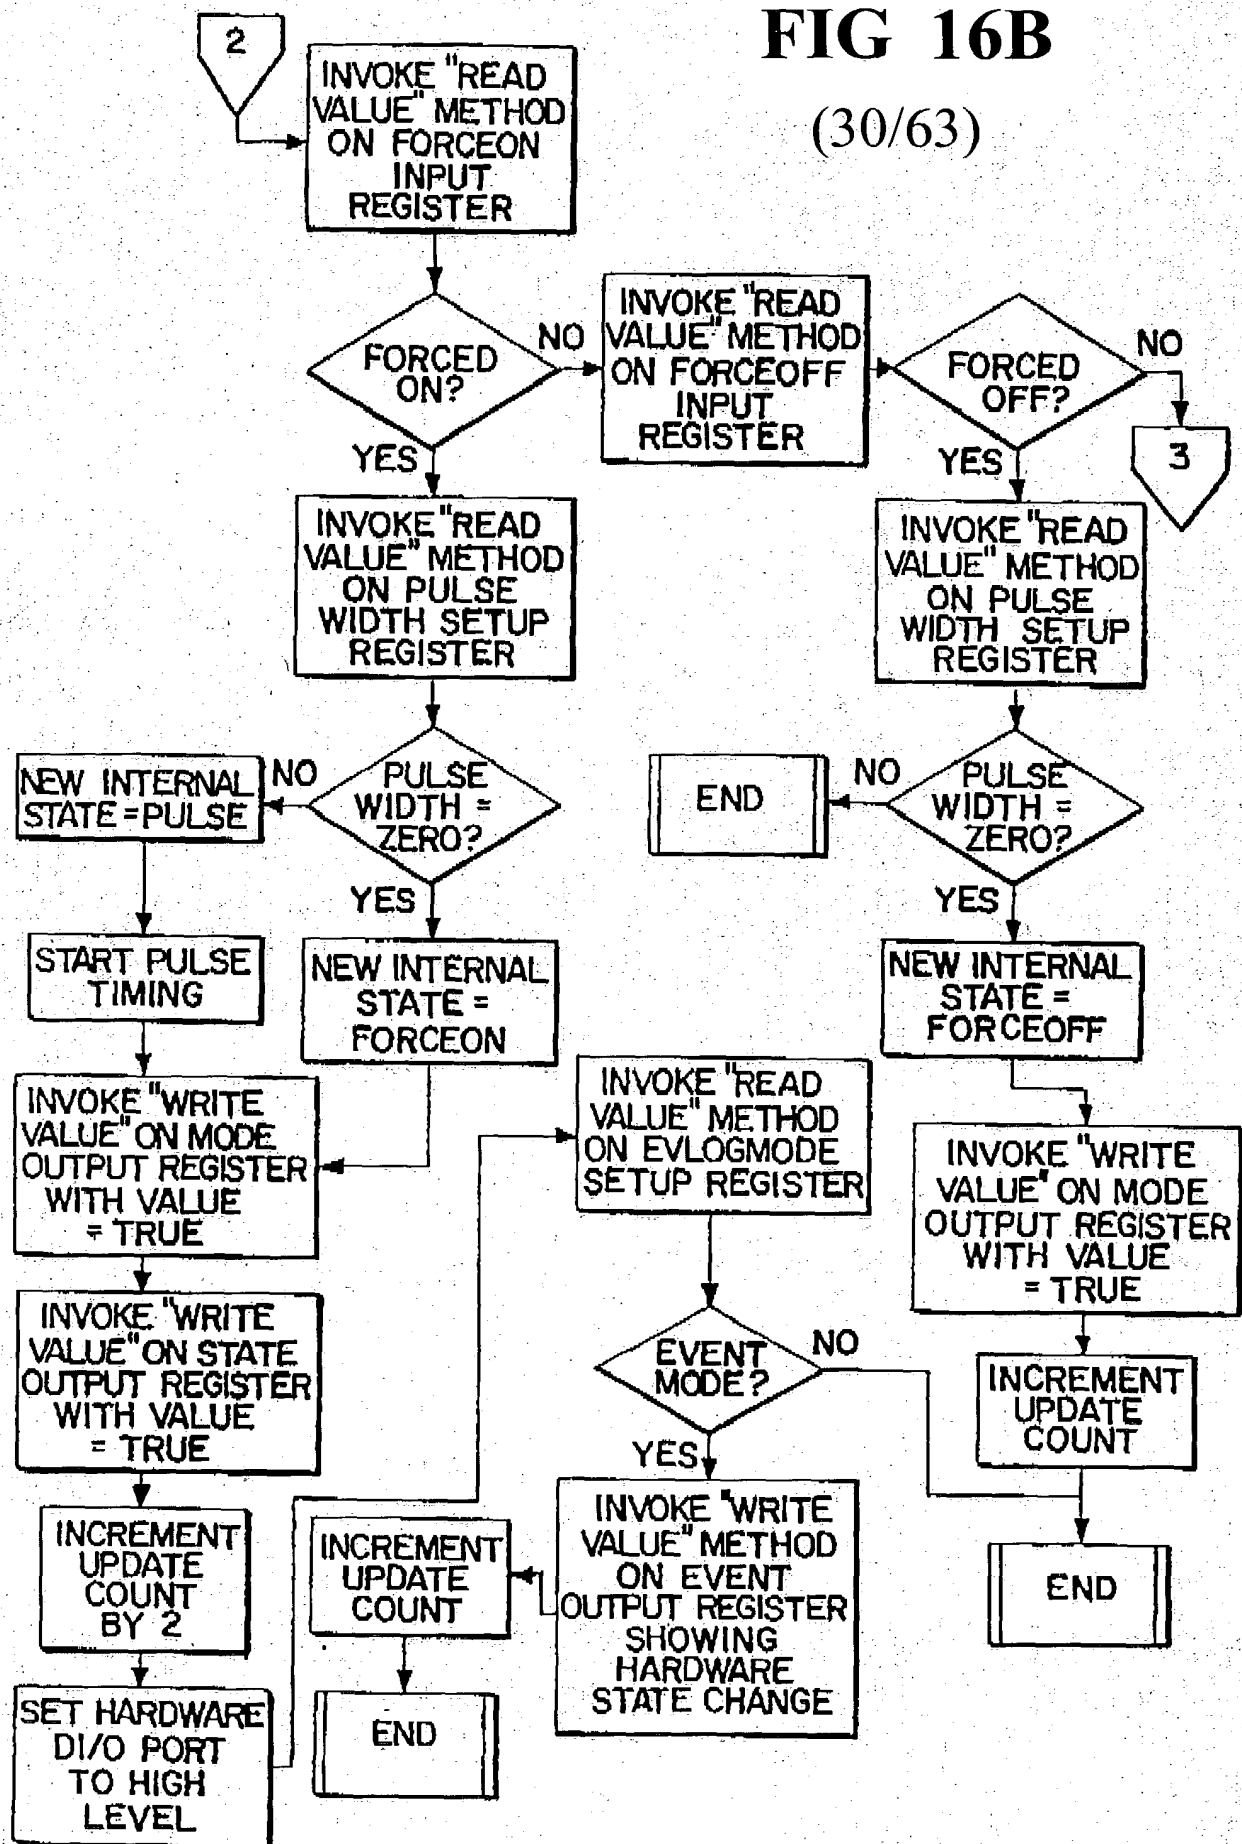 FIG 16B
(30/63)
2
INVOKE "READ
VALUE" METHOD
ON FORCEON
INPUT
REGISTER
FORCED
ON?
NO
YES
INVOKE "READ
VALUE" METHOD
ON FORCEOFF
INPUT
REGISTER
FORCED
OFF?
NO
YES
3
INVOKE "READ
VALUE" METHOD
ON PULSE
WIDTH SETUP
REGISTER
INVOKE "READ
VALUE" METHOD
ON PULSE
WIDTH SETUP
REGISTER
PULSE
WIDTH =
ZERO?
NO
YES
NEW INTERNAL
STATE = PULSE
END
NO
PULSE
WIDTH =
ZERO?
YES
START PULSE
TIMING
NEW INTERNAL
STATE =
FORCEON
NEW INTERNAL
STATE =
FORCEOFF
INVOKE "WRITE
VALUE" ON MODE
OUTPUT REGISTER
WITH VALUE
= TRUE
INVOKE "READ
VALUE" METHOD
ON EVLOGMODE
SETUP REGISTER
INVOKE "WRITE
VALUE" ON MODE
OUTPUT REGISTER
WITH VALUE
= TRUE
INVOKE "WRITE
VALUE" ON STATE
OUTPUT REGISTER
WITH VALUE
= TRUE
EVENT
MODE?
NO
YES
INCREMENT
UPDATE
COUNT
INCREMENT
UPDATE
COUNT
BY 2
INCREMENT
UPDATE
COUNT
INVOKE "WRITE
VALUE" METHOD
ON EVENT
OUTPUT REGISTER
SHOWING
HARDWARE
STATE CHANGE
END
SET HARDWARE
DI/O PORT
TO HIGH
LEVEL
END